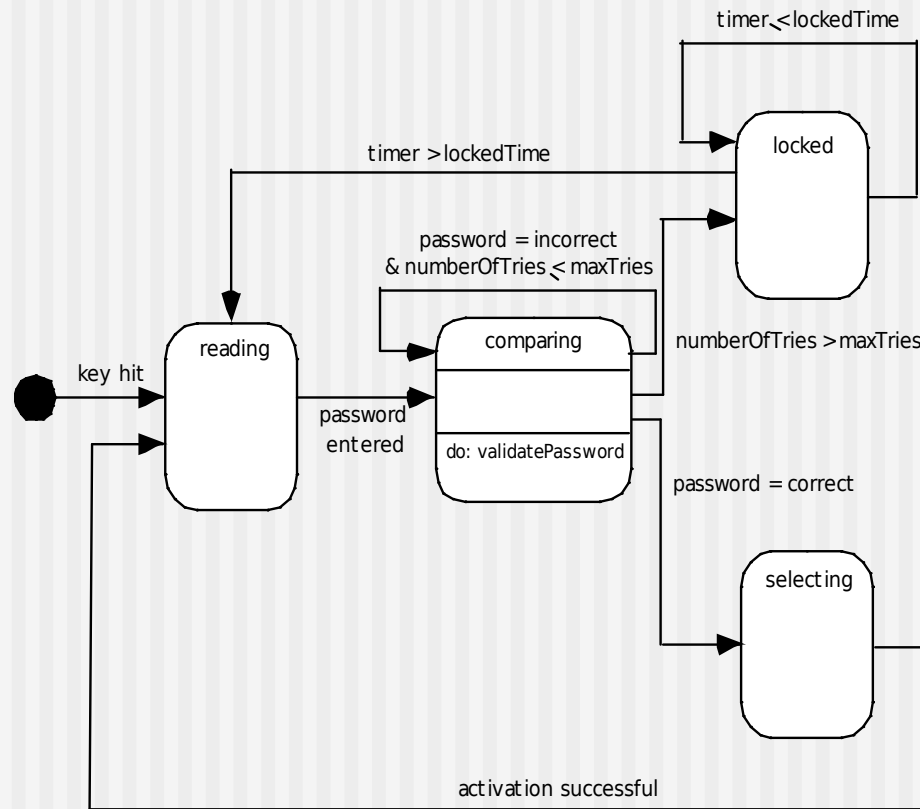 timer < lockedTime
locked
timer > lockedTime
password = incorrect
& numberOfTries < maxTries
reading
comparing
numberOfTries > maxTries
key hit
password
entered
do: validatePassword
password = correct
selecting
activation successful